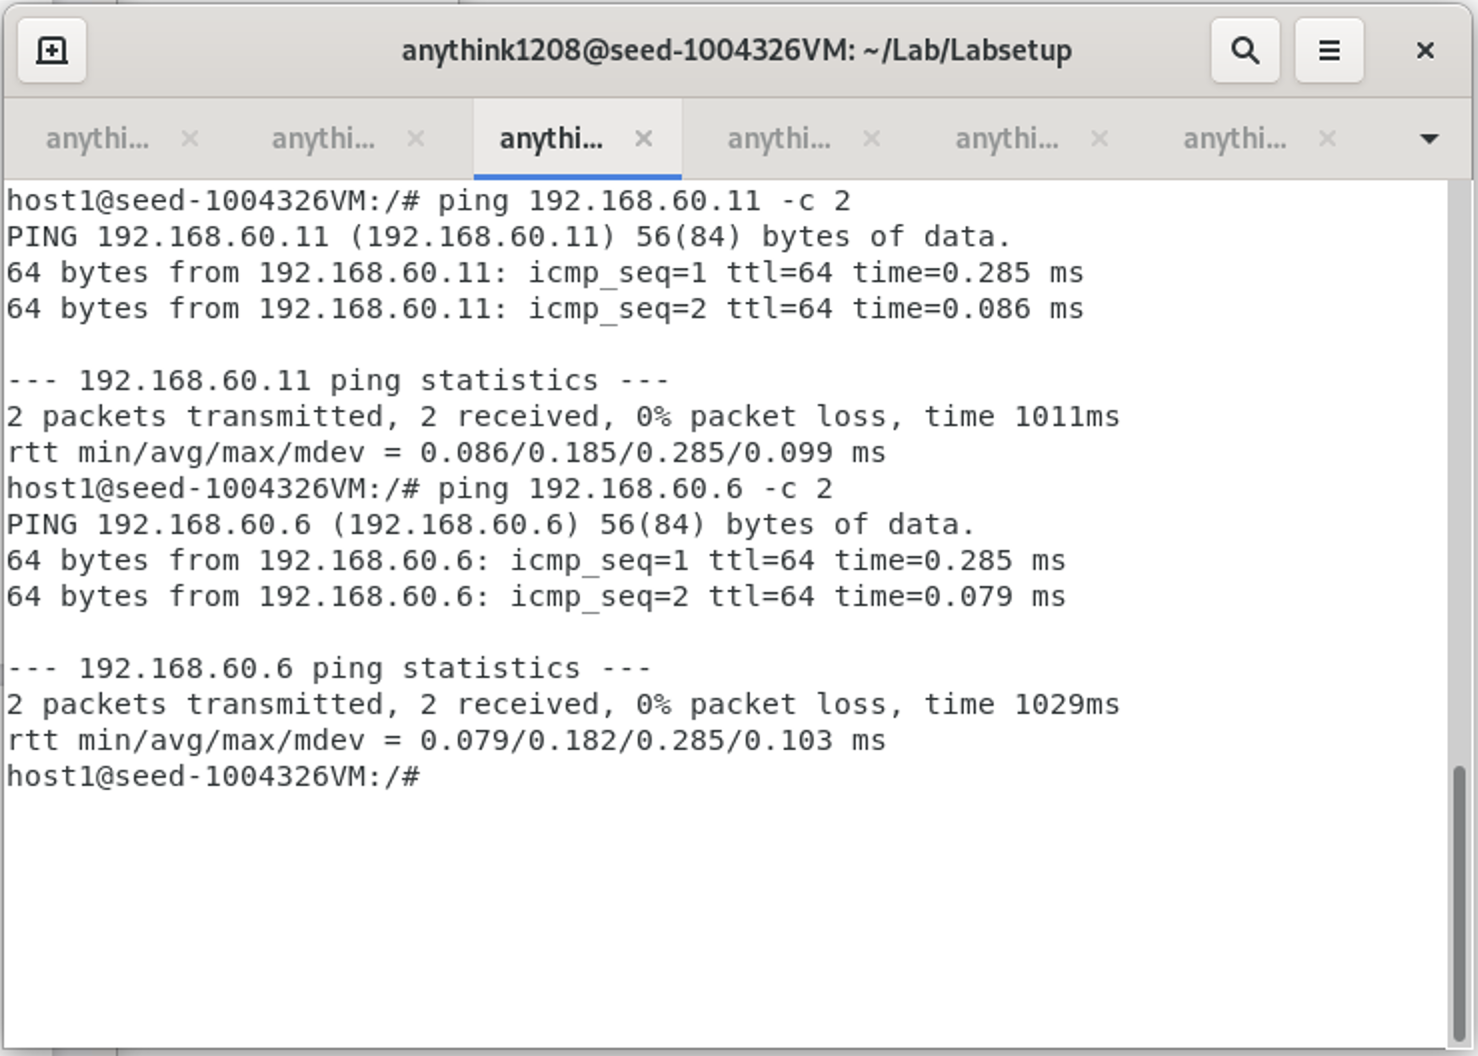 anythink1208@seed-1004326VM: ~/Lab/Labsetup
anythi... anythi... anythi... anythi... anythi... anythi...
host1@seed-1004326VM:/# ping 192.168.60.11 -c 2
PING 192.168.60.11 (192.168.60.11) 56(84) bytes of data.
64 bytes from 192.168.60.11: icmp_seq=1 ttl=64 time=0.285 ms
64 bytes from 192.168.60.11: icmp_seq=2 ttl=64 time=0.086 ms
--- 192.168.60.11 ping statistics ---
2 packets transmitted, 2 received, 0% packet loss, time 1011ms
rtt min/avg/max/mdev = 0.086/0.185/0.285/0.099 ms
host1@seed-1004326VM:/# ping 192.168.60.6 -c 2
PING 192.168.60.6 (192.168.60.6) 56(84) bytes of data.
64 bytes from 192.168.60.6: icmp_seq=1 ttl=64 time=0.285 ms
64 bytes from 192.168.60.6: icmp_seq=2 ttl=64 time=0.079 ms
--- 192.168.60.6 ping statistics ---
2 packets transmitted, 2 received, 0% packet loss, time 1029ms
rtt min/avg/max/mdev = 0.079/0.182/0.285/0.103 ms
host1@seed-1004326VM:/#